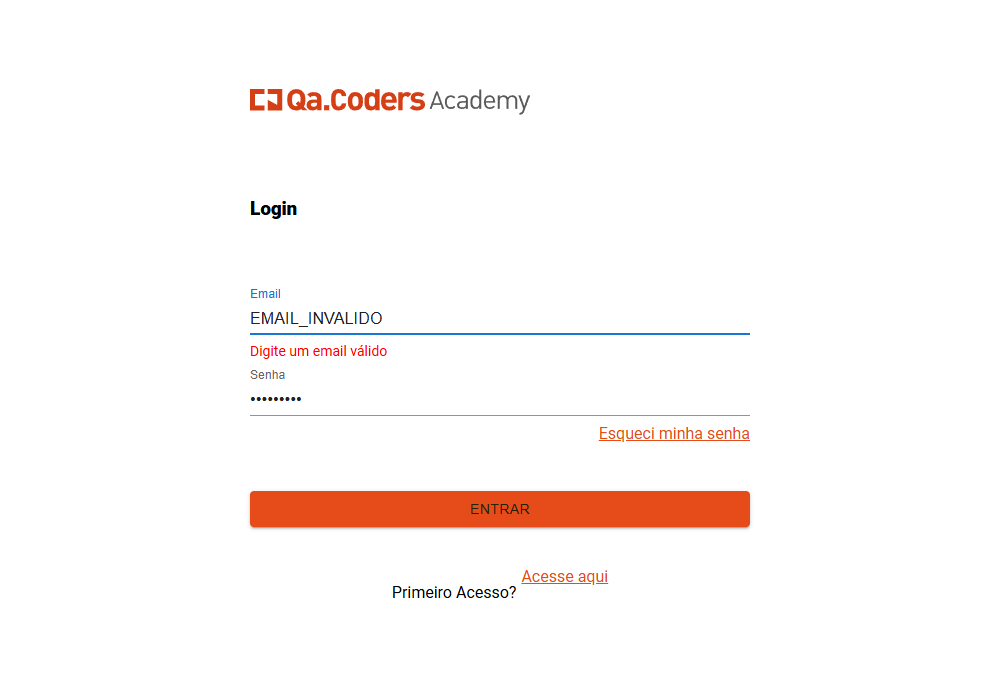 Qa.Coders Academy
Login
Email
EMAIL_INVALIDO
Digite um email válido
Senha
•••••••••
Esqueci minha senha
ENTRAR
Primeiro Acesso? Acesse aqui